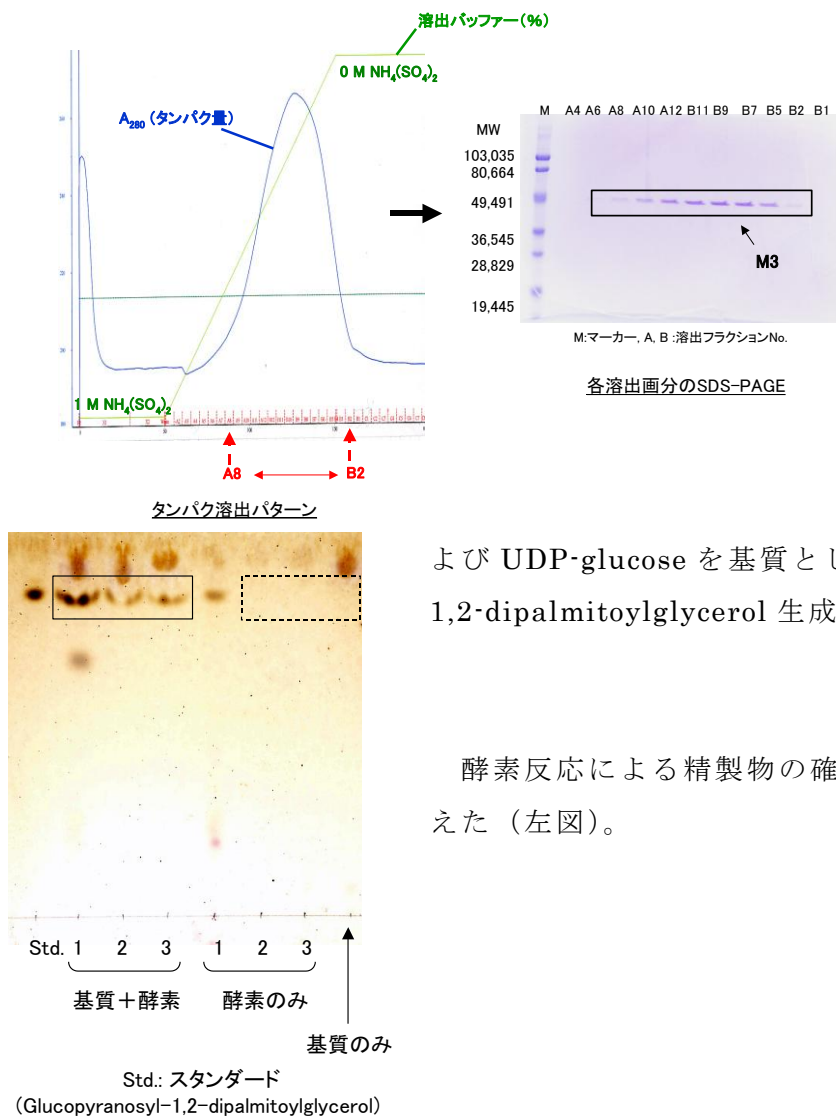 溶出バッファー(%)
0 M NH4(SO4)2
A280 (タンパク量)
1 M NH4(SO4)2
A8
B2
タンパク溶出パターン
M A4 A6 A8 A10 A12 B11 B9 B7 B5 B2 B1
MW
103,035
80,664
49,491
36,545
28,829
19,445
M3
M:マーカー, A, B :溶出フラクションNo.
各溶出画分のSDS-PAGE
よび UDP-glucose を基質とし
1,2-dipalmitoylglycerol 生成
酵素反応による精製物の確
えた（左図）。
Std. 1 2 3 1 2 3
基質＋酵素 酵素のみ
基質のみ
Std.: スタンダード
(Glucopyranosyl-1,2-dipalmitoylglycerol)